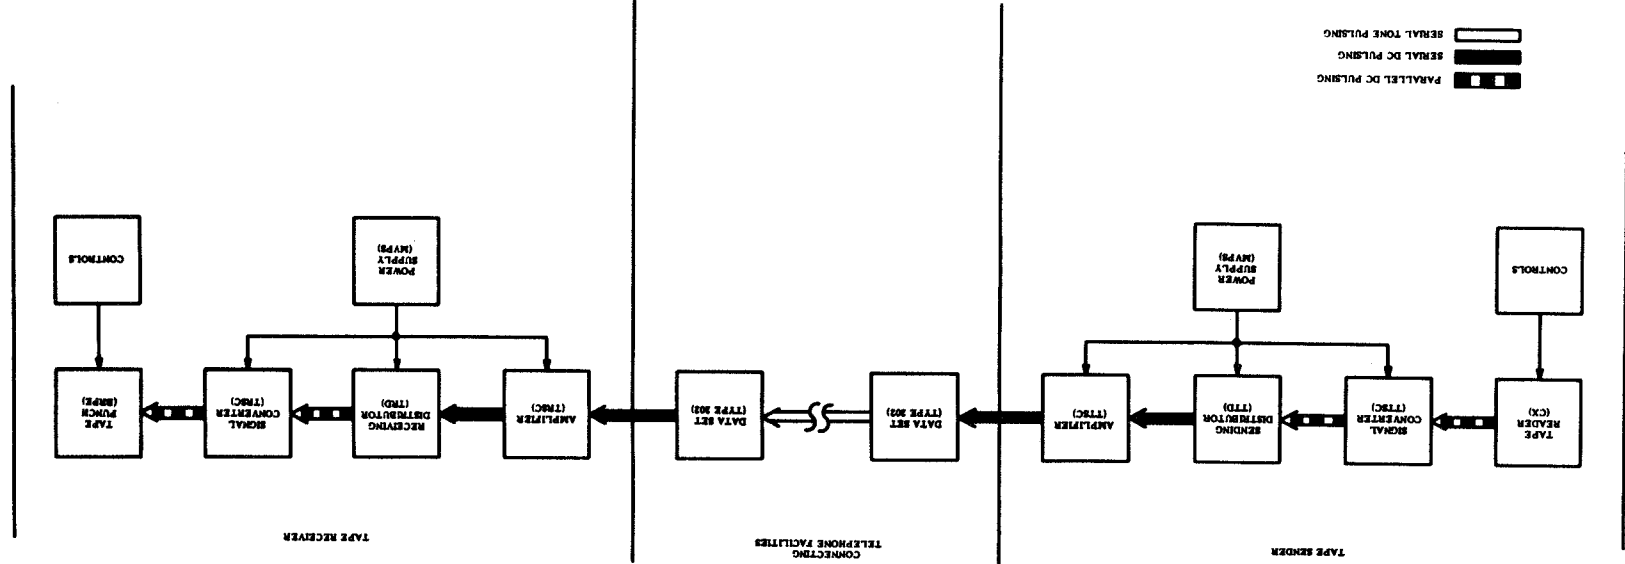 TAPE SENDER
CONNECTING
TELEPHONE FACILITIES
TAPE RECEIVER
TAPE
READER
(CX)
SIGNAL
CONVERTER
(TTSC)
SENDING
DISTRIBUTOR
(TTD)
AMPLIFIER
(TTSC)
DATA SET
(TYPE 202)
DATA
SET
(TYPE 202)
AMPLIFIER
(TRSC)
RECEIVING
DISTRIBUTOR
(TRD)
SIGNAL
CONVERTER
(TRSC)
TAPE
PUNCH
(BRPE)
CONTROLS
POWER
SUPPLY
(MVPS)
POWER
SUPPLY
(MVPS)
CONTROLS
PARALLEL DC PULSING
SERIAL DC PULSING
SERIAL TONE PULSING